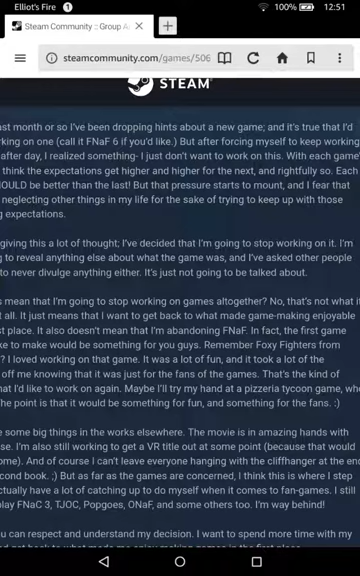 Elliot's Fire 1 100% 12:51
Steam Community :: Group A
steamcommunity.com/games/506
STEAM
ast month or so I've been dropping hints about a new game; and it's true that I'd
rking on one (call it FNaF 6 if you'd like.) But after forcing myself to keep working
after day, I realized something- I just don't want to work on this. With each game
think the expectations get higher and higher for the next, and rightfully so. Each
HOULD be better than the last! But that pressure starts to mount, and I fear that
neglecting other things in my life for the sake of trying to keep up with those
g expectations.
giving this a lot of thought; I've decided that I'm going to stop working on it. I'm
g to reveal anything else about what the game was, and I've asked other people
to never divulge anything either. It's just not going to be talked about.
s mean that I'm going to stop working on games altogether? No, that's not what it
t all. It just means that I want to get back to what made game-making enjoyable
st place. It also doesn't mean that I'm abandoning FNaF. In fact, the first game
ke to make would be something for you guys. Remember Foxy Fighters from
? I loved working on that game. It was a lot of fun, and it took a lot of the
off me knowing that it was just for the fans of the games. That's the kind of
hat I'd like to work on again. Maybe I'll try my hand at a pizzeria tycoon game, who
he point is that it would be something for fun, and something for the fans. :)
e some big things in the works elsewhere. The movie is in amazing hands with
se. I'm also still working to get a VR title out at some point (because that would
ome). And of course I can't leave everyone hanging with the cliffhanger at the end
cond book. ;) But as far as the games are concerned, I think this is where I step
ctually have a lot of catching up to do myself when it comes to fan-games. I still
play FNaC 3, TJOC, Popgoes, ONaF, and some others too. I'm way behind!
u can respect and understand my decision. I want to spend more time with my